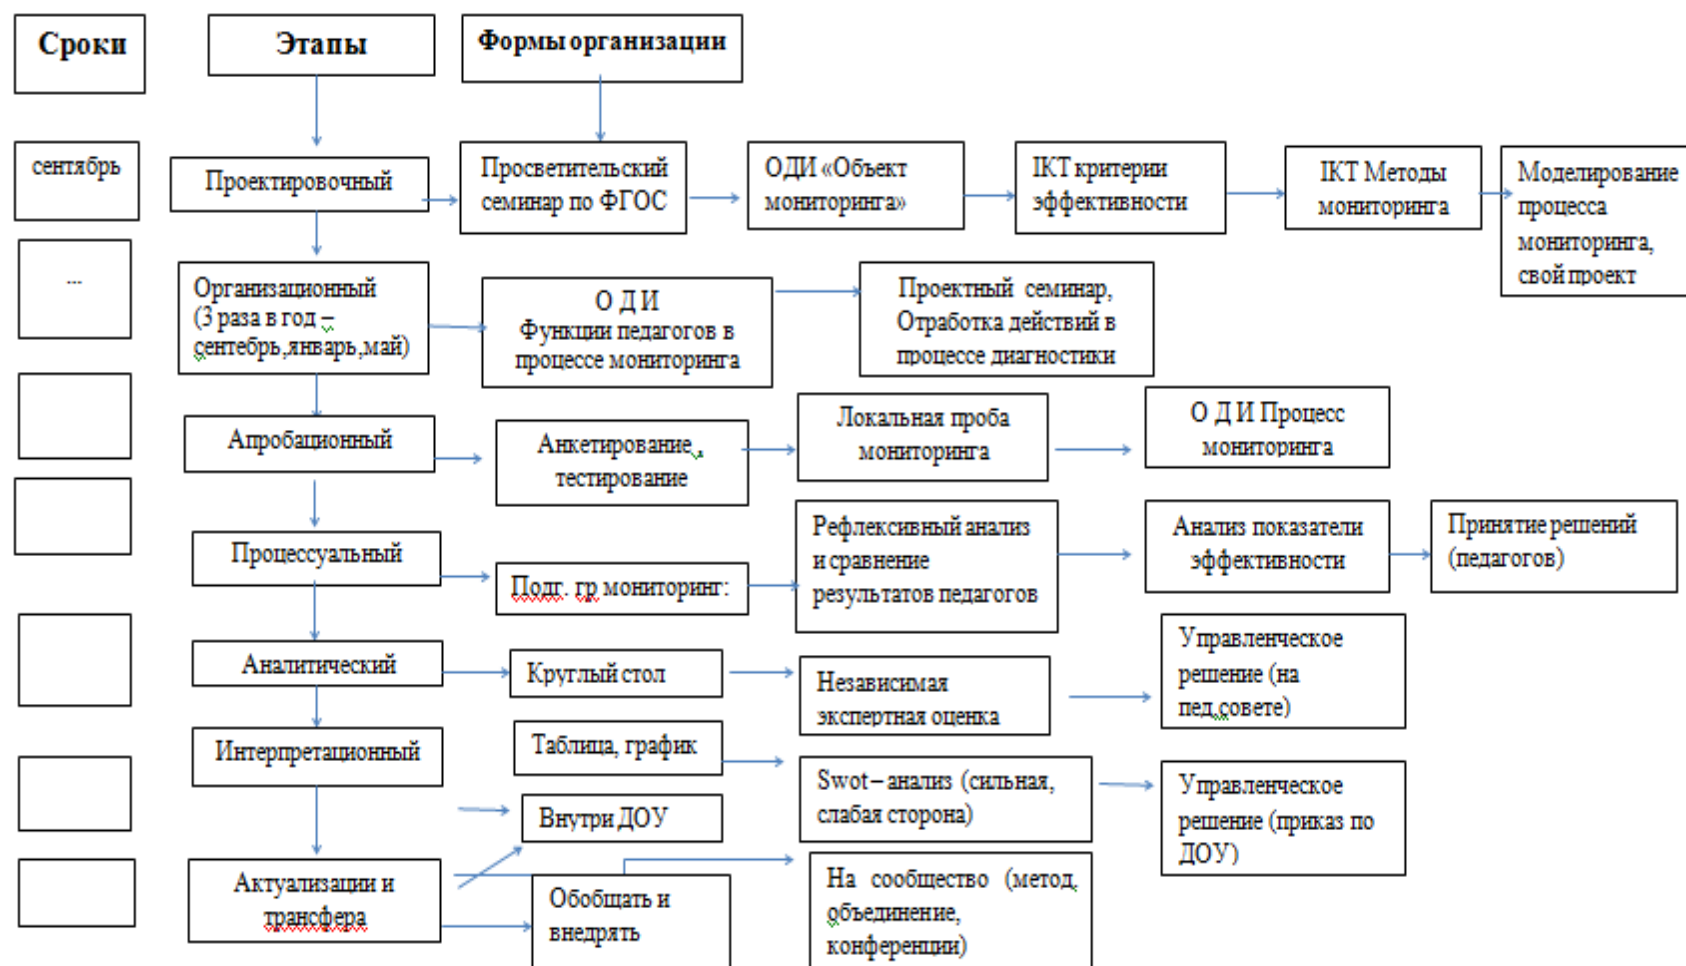 Сроки
Этапы
Формы организации
сентябрь
Проектировочный
Просветительский
семинар по ФГОС
ОДИ «Объект
мониторинга»
ІКТ критерии
эффективности
ІКТ Методы
мониторинга
Моделирование
процесса
мониторинга,
свой проект
...
Организационный
(3 раза в год –
сентебрь,январь,май)
О Д И
Функции педагогов в
процессе мониторинга
Проектный семинар,
Отработка действий в
процессе диагностики
Апробационный
Анкетирование ,
тестирование
Локальная проба
мониторинга
О Д И Процесс
мониторинга
Процессуальный
Подг. гр мониторинг:
Рефлексивный анализ
и сравнение
результатов педагогов
Анализ показатели
эффективности
Принятие решений
(педагогов)
Аналитический
Круглый стол
Независимая
экспертная оценка
Управленческое
решение (на
пед,совете)
Интерпретационный
Таблица, график
Swot – анализ (сильная,
слабая сторона)
Управленческое
решение (приказ по
ДОУ)
Внутри ДОУ
Актуализации и
трансфера
Обобщать и
внедрять
На сообщество (метод,
объединение,
конференции)